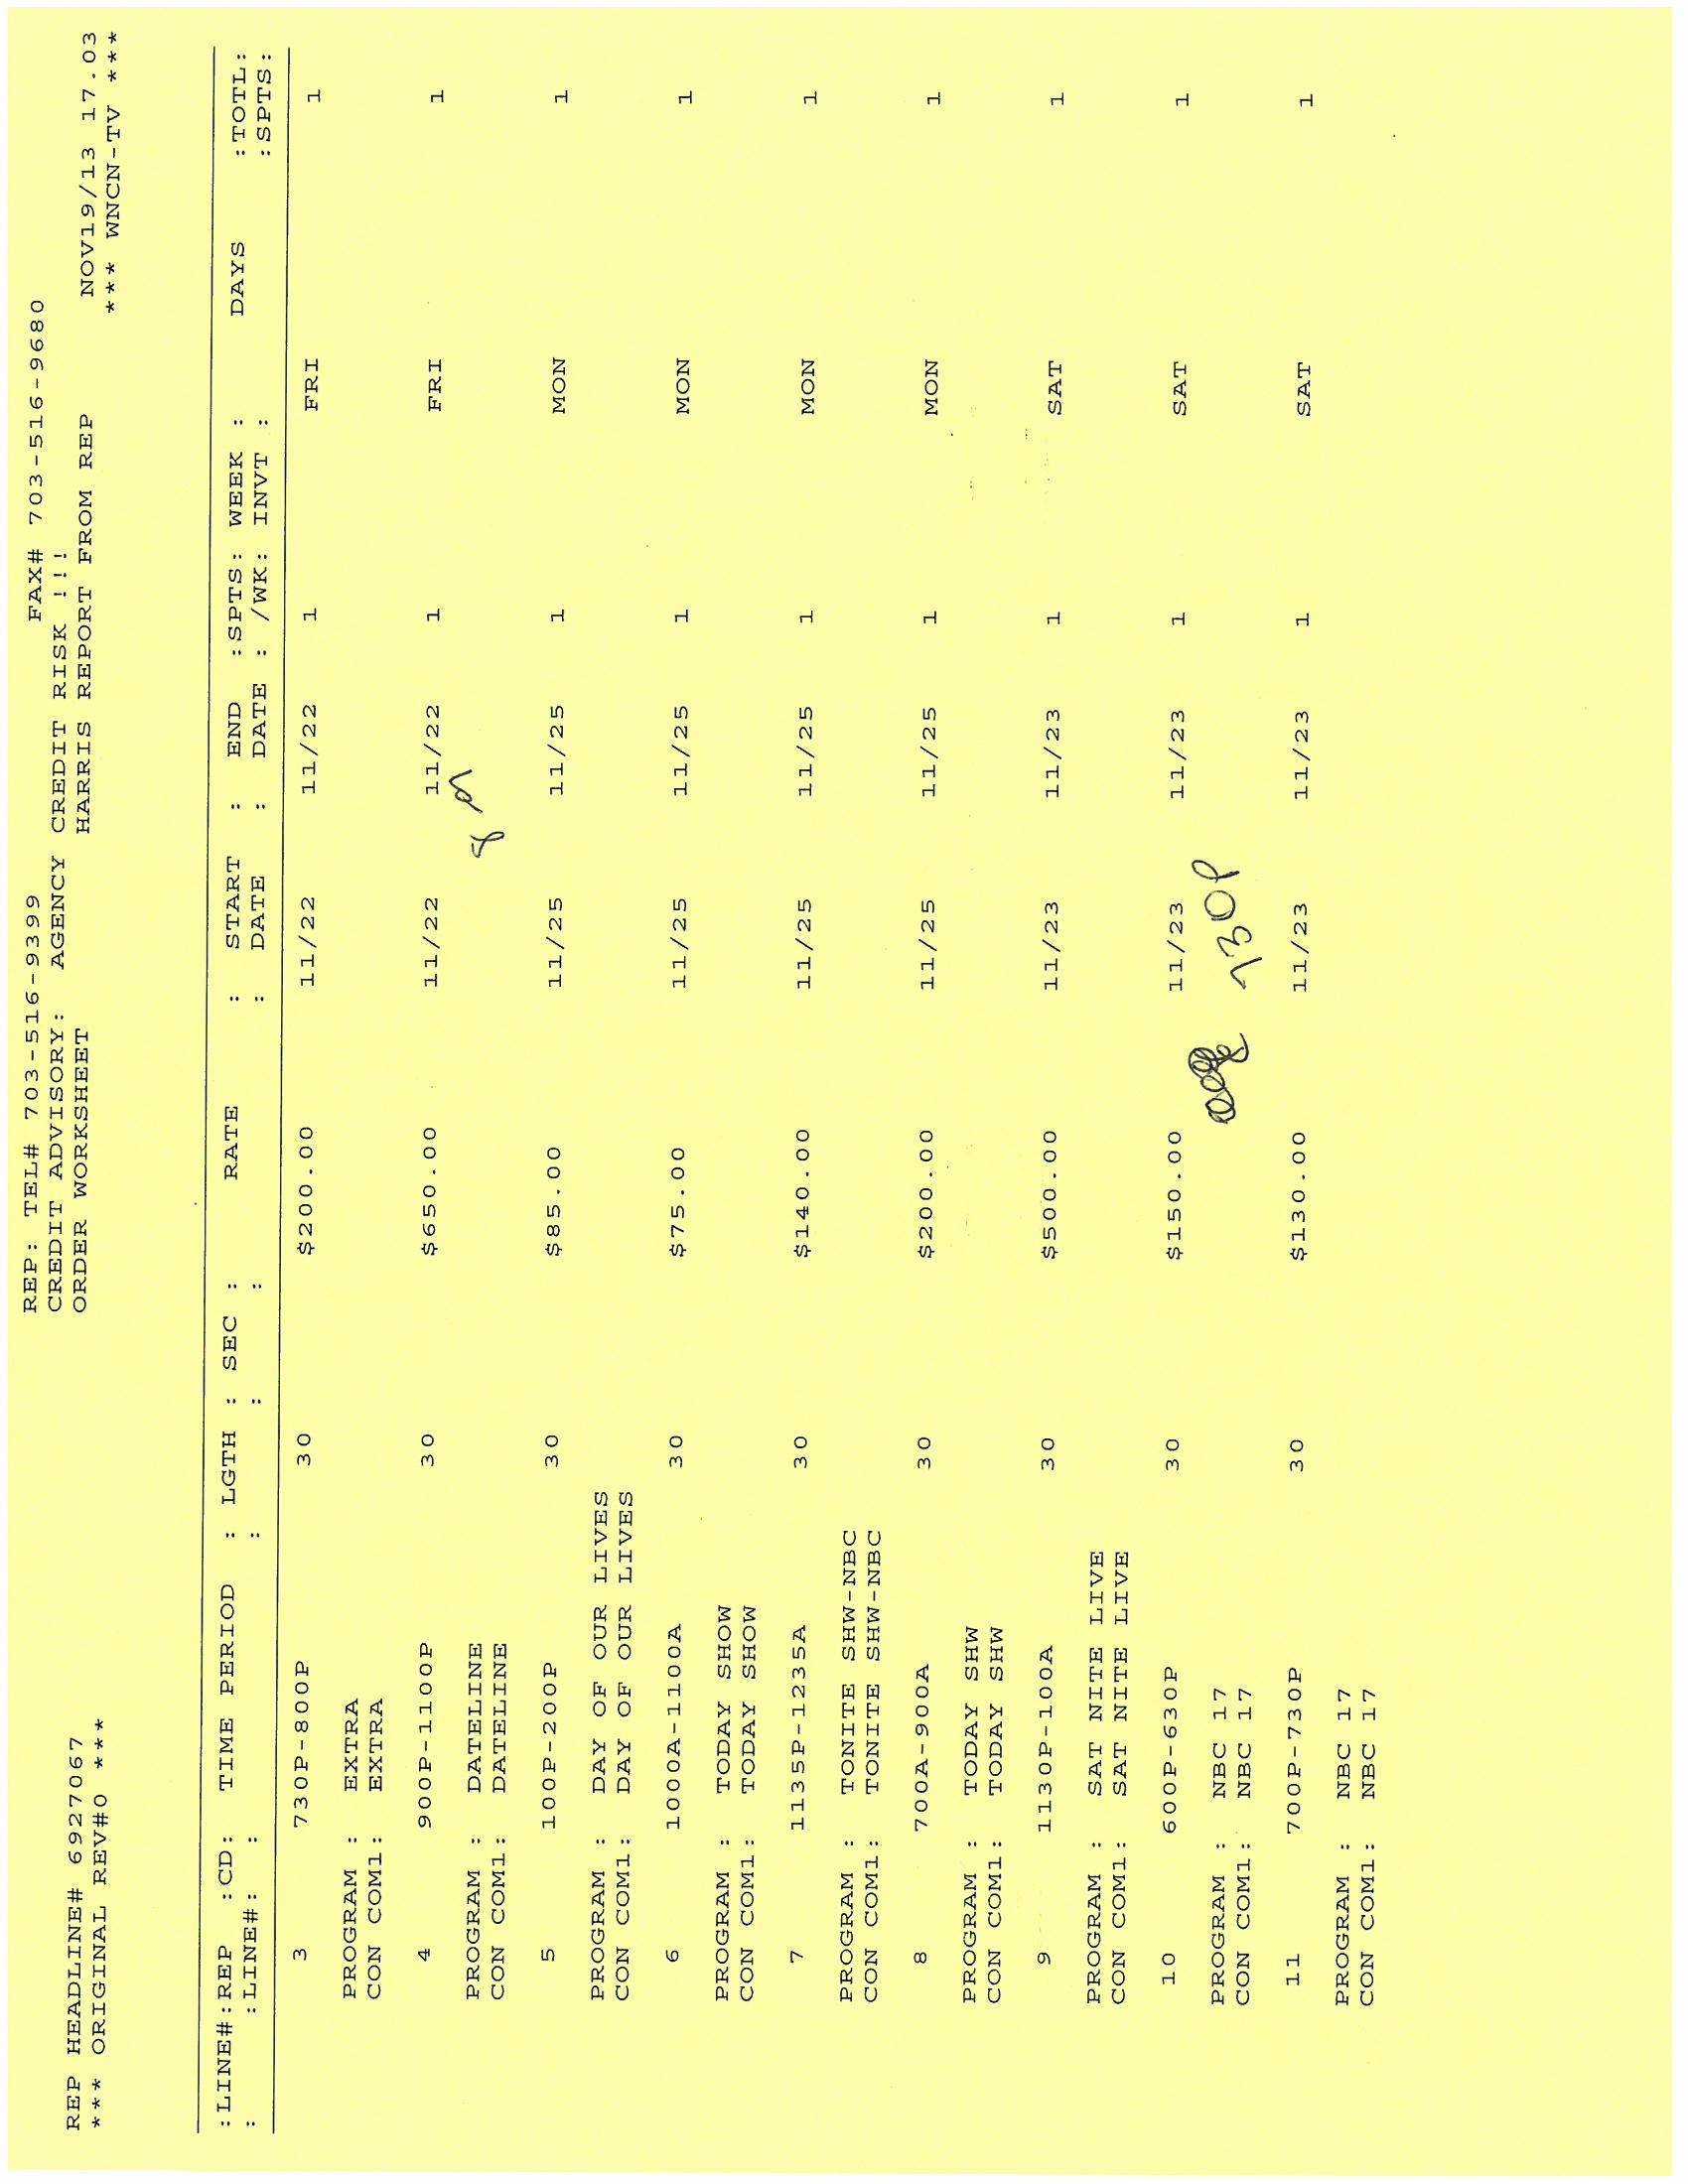 REP: TEL# 703-516-9399 FAX# 703-516-9680
CREDIT ADVISORY: AGENCY CREDIT RISK !!!
REP HEADLINE# 6927067 ORDER WORKSHEET HARRIS REPORT FROM REP NOV19/13 17.03
*** ORIGINAL REV#0 *** *** WNCN-TV ***
:LINE#:REP :CD: TIME PERIOD : LGTH : SEC : RATE : START : END :SPTS: WEEK : DAYS :TOTL:
: :LINE#: : : : : : DATE : DATE : /WK: INVT : :SPTS:
3 730P-800P 30 $200.00 11/22 11/22 1 FRI 1
PROGRAM : EXTRA
CON COM1: EXTRA
4 900P-1100P 30 $650.00 11/22 11/22 1 FRI 1
PROGRAM : DATELINE
CON COM1: DATELINE
5 100P-200P 30 $85.00 11/25 11/25 1 MON 1
PROGRAM : DAY OF OUR LIVES
CON COM1: DAY OF OUR LIVES
6 1000A-1100A 30 $75.00 11/25 11/25 1 MON 1
PROGRAM : TODAY SHOW
CON COM1: TODAY SHOW
7 1135P-1235A 30 $140.00 11/25 11/25 1 MON 1
PROGRAM : TONITE SHW-NBC
CON COM1: TONITE SHW-NBC
8 700A-900A 30 $200.00 11/25 11/25 1 MON 1
PROGRAM : TODAY SHW
CON COM1: TODAY SHW
9 1130P-100A 30 $500.00 11/23 11/23 1 SAT 1
PROGRAM : SAT NITE LIVE
CON COM1: SAT NITE LIVE
10 600P-630P 30 $150.00 11/23 11/23 1 SAT 1
PROGRAM : NBC 17 730P
CON COM1: NBC 17
11 700P-730P 30 $130.00 11/23 11/23 1 SAT 1
PROGRAM : NBC 17
CON COM1: NBC 17